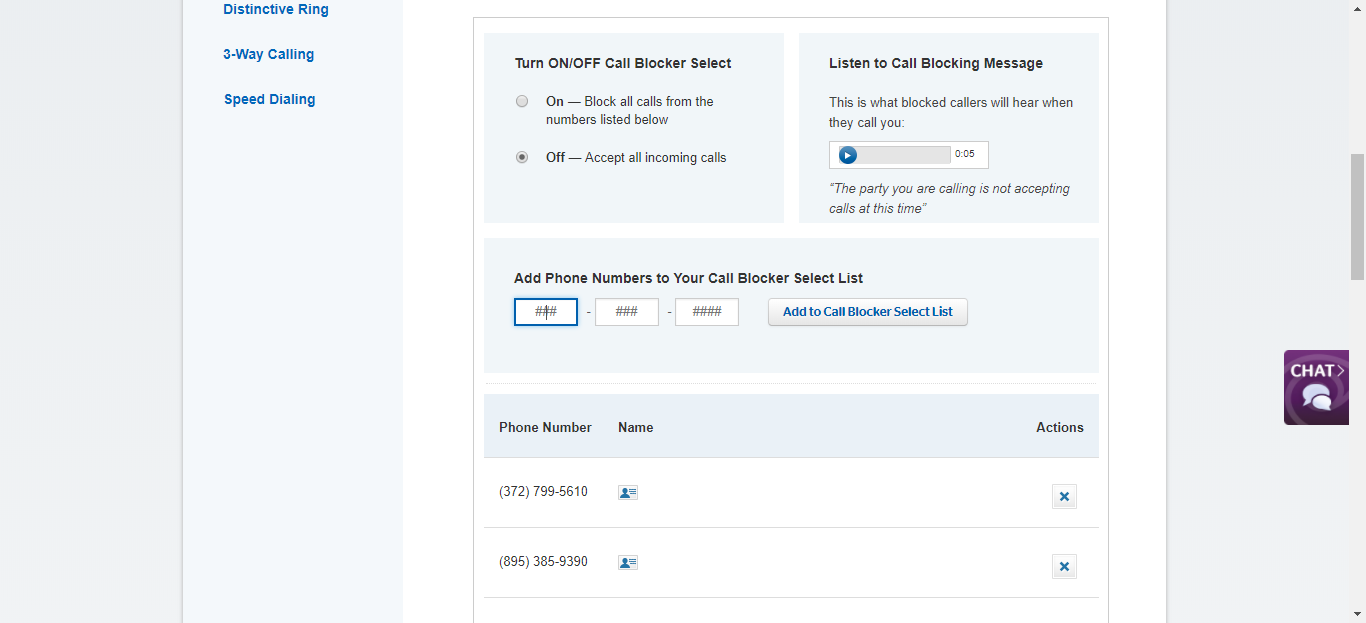 Distinctive Ring
3-Way Calling
Speed Dialing
Turn ON/OFF Call Blocker Select
On — Block all calls from the
numbers listed below
Off — Accept all incoming calls
Listen to Call Blocking Message
This is what blocked callers will hear when
they call you:
0:05
“The party you are calling is not accepting
calls at this time”
Add Phone Numbers to Your Call Blocker Select List
### - ### - #### Add to Call Blocker Select List
CHAT
Phone Number Name Actions
(372) 799-5610
(895) 385-9390